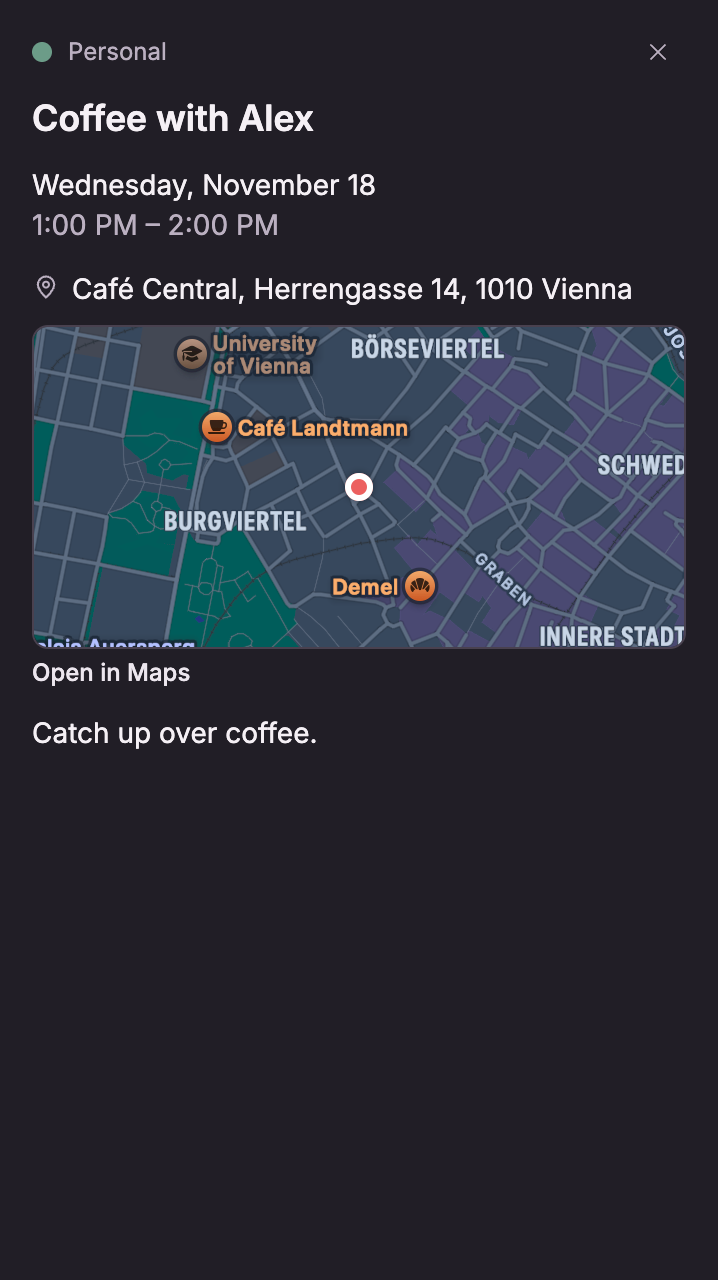 Personal
Coffee with Alex
Wednesday, November 18
1:00 PM – 2:00 PM
Café Central, Herrengasse 14, 1010 Vienna
University
of Vienna
BÖRSEVIERTEL
Café Landtmann
SCHWED
BURGVIERTEL
GRABEN
Demel
INNERE STADT
Open in Maps
Catch up over coffee.